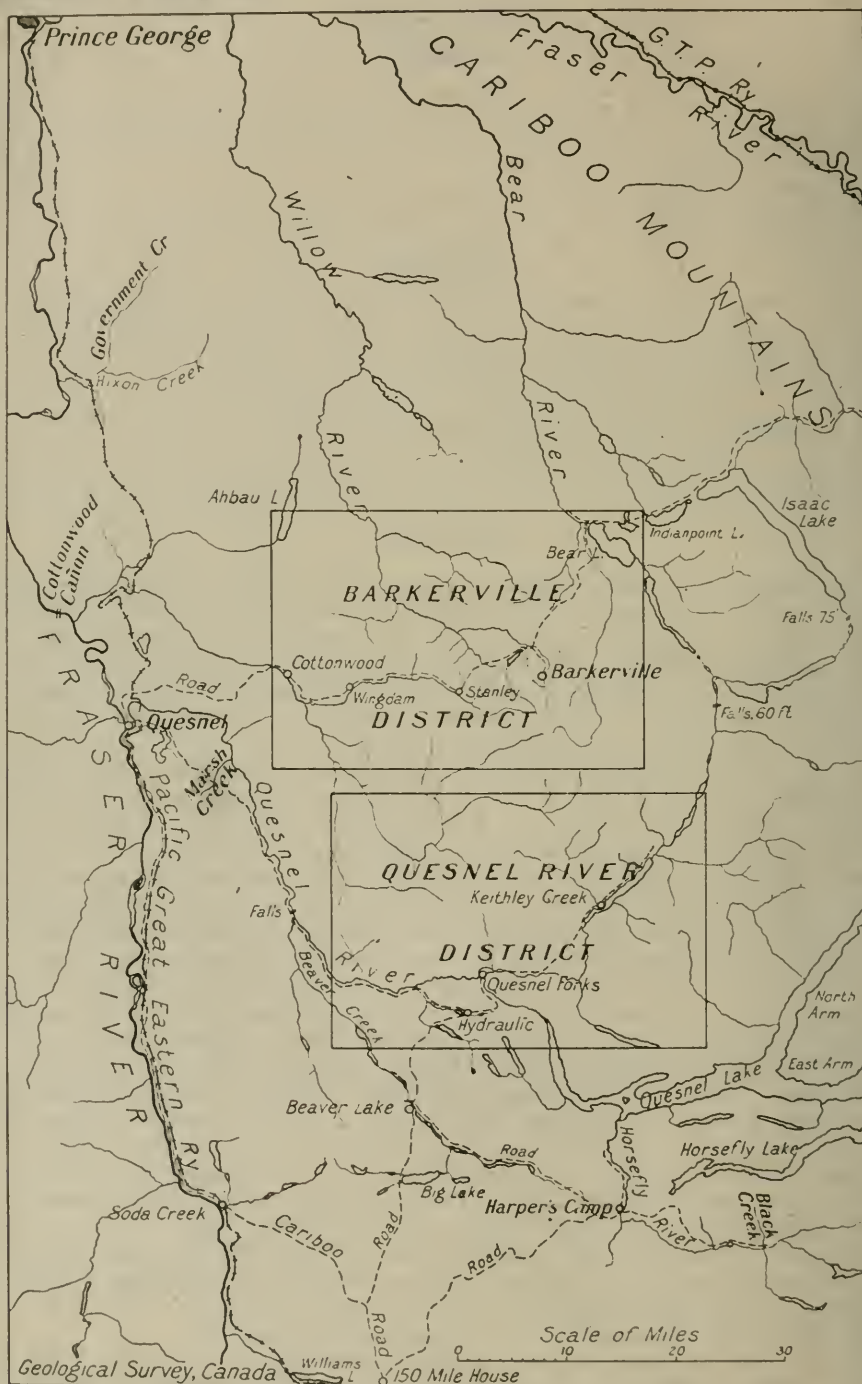 Prince George
G.T.P. Ry
Fraser River
CARIBOO MOUNTAINS
Bear River
Willow River
Government Cr
Hixon Creek
Ahbau L
Isaac Lake
Indianpoint L.
Bear L.
Cottonwood Cañon
BARKERVILLE
Falls 75
Cottonwood
Barkerville
Road
Wingdam
Stanley
DISTRICT
Falls, 60 ft.
Quesnel
FRASER RIVER
Marsh Creek
Pacific Great Eastern Ry
Quesnel River
QUESNEL RIVER
Keithley Creek
Falls
DISTRICT
Beaver Creek
Quesnel Forks
Hydraulic
North Arm
East Arm
Quesnel Lake
Beaver Lake
Road
Horsefly River
Horsefly Lake
Big Lake
Harper's Camp
Black Creek
Soda Creek
Cariboo Road
Road
Road
Scale of Miles
0 10 20 30
Geological Survey, Canada
Williams L
150 Mile House